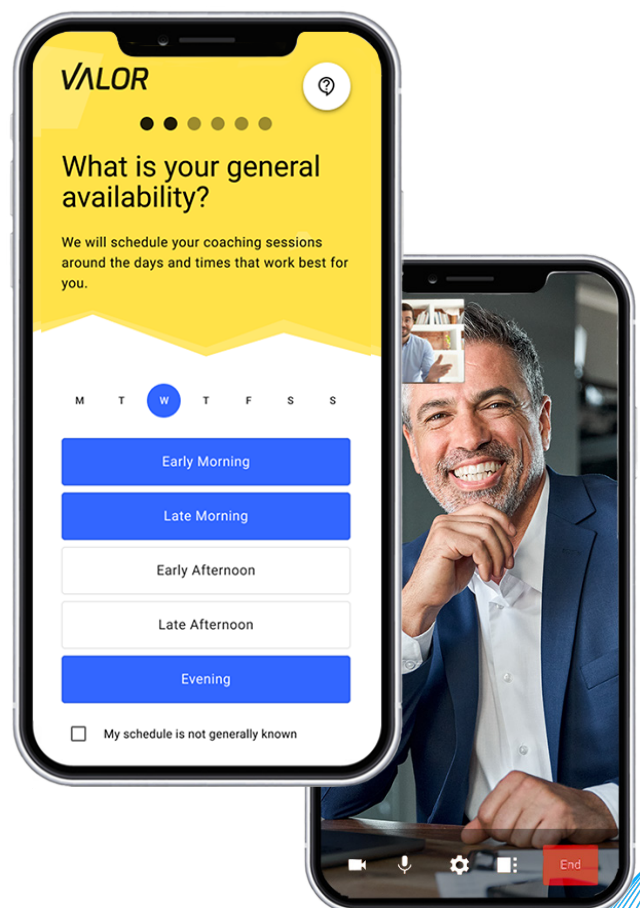 VALOR
What is your general
availability?
We will schedule your coaching sessions
around the days and times that work best for
you.
M T W T F S S
Early Morning
Late Morning
Early Afternoon
Late Afternoon
Evening
My schedule is not generally known
End